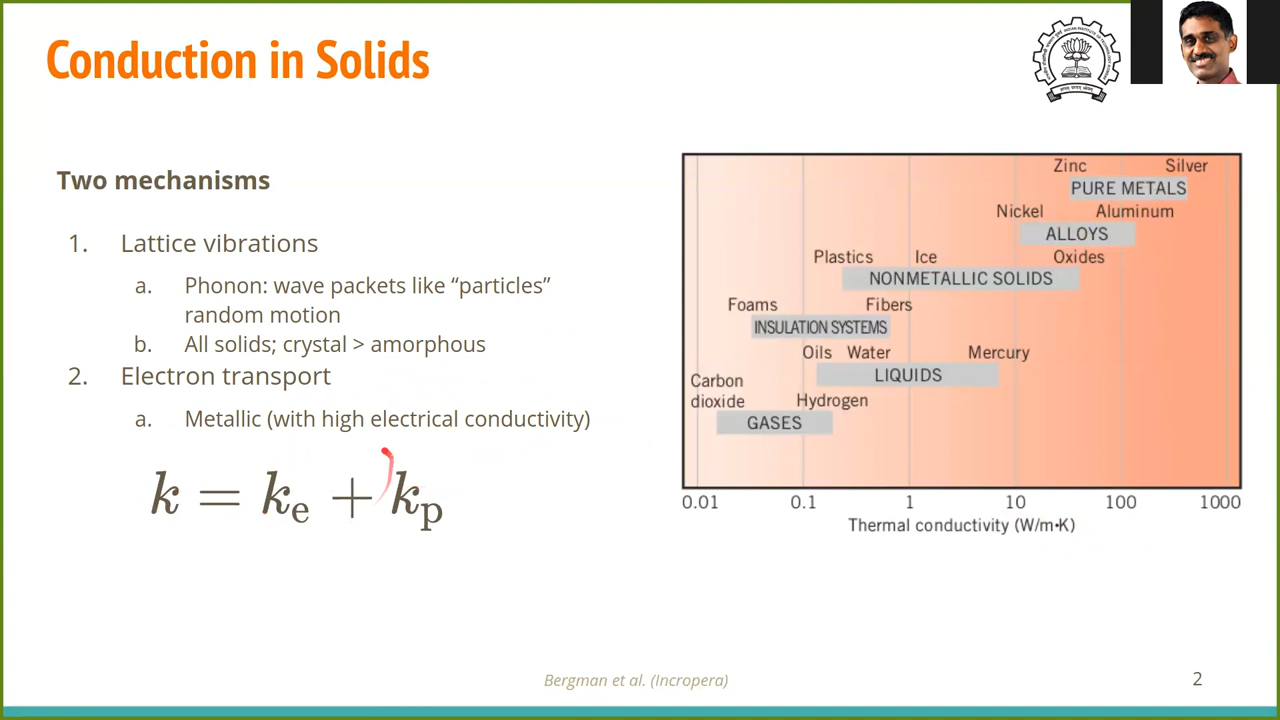 Conduction in Solids
Two mechanisms
1. Lattice vibrations
a. Phonon: wave packets like “particles”
random motion
b. All solids; crystal > amorphous
2. Electron transport
a. Metallic (with high electrical conductivity)
k = kₑ + kₚ
Zinc Silver
PURE METALS
Nickel Aluminum
ALLOYS
Plastics Ice Oxides
NONMETALLIC SOLIDS
Foams Fibers
INSULATION SYSTEMS
Oils Water Mercury
LIQUIDS
Carbon
dioxide Hydrogen
GASES
0.01 0.1 1 10 100 1000
Thermal conductivity (W/m•K)
Bergman et al. (Incropera)
2